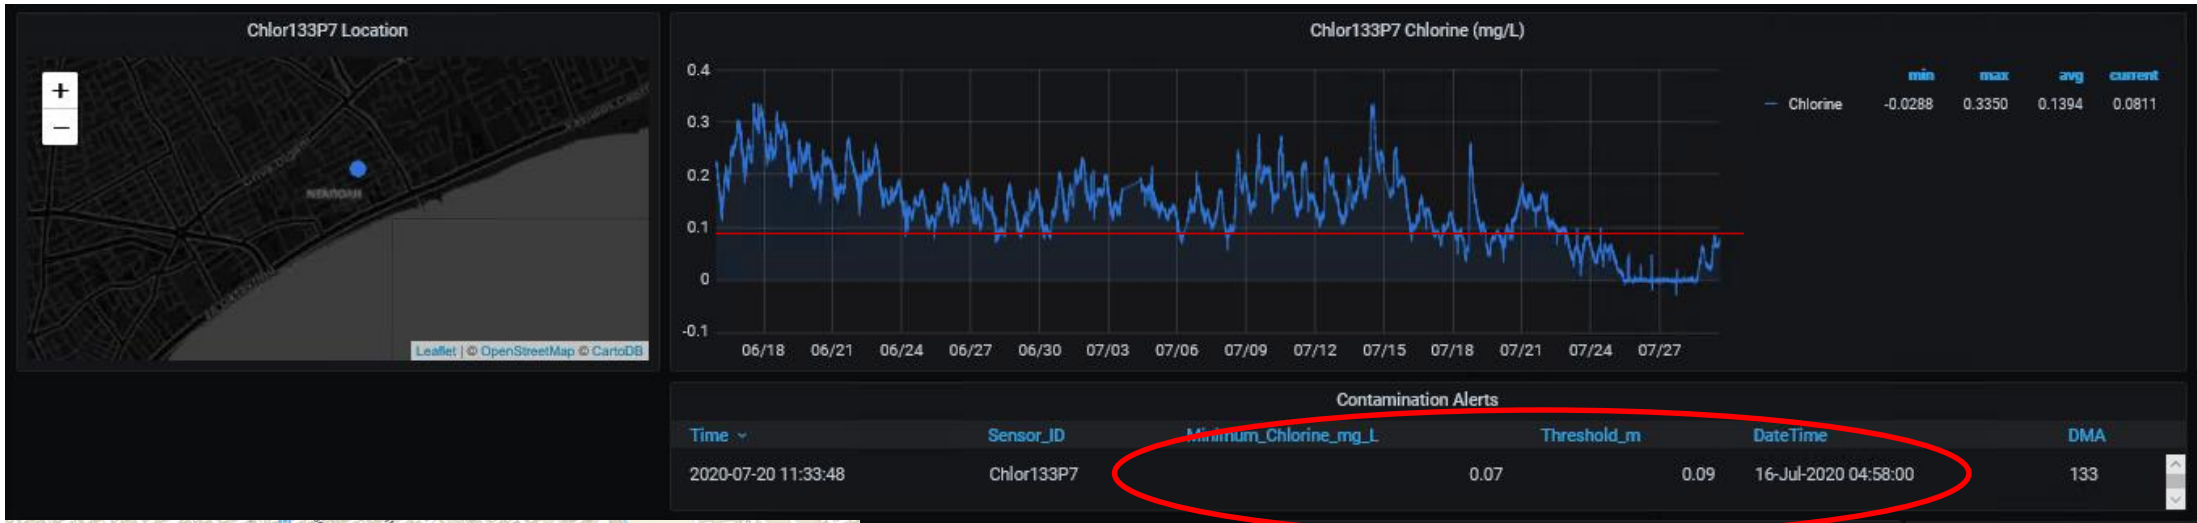 Chlor133P7 Location
+
−
Leaflet | © OpenStreetMap © CartoDB
Chlor133P7 Chlorine (mg/L)
0.4
0.3
0.2
0.1
0
-0.1
06/18 06/21 06/24 06/27 06/30 07/03 07/06 07/09 07/12 07/15 07/18 07/21 07/24 07/27
min max avg current
Chlorine -0.0288 0.3350 0.1394 0.0811
Contamination Alerts
Time Sensor_ID Minimum_Chlorine_mg_L Threshold_m DateTime DMA
2020-07-20 11:33:48 Chlor133P7 0.07 0.09 16-Jul-2020 04:58:00 133